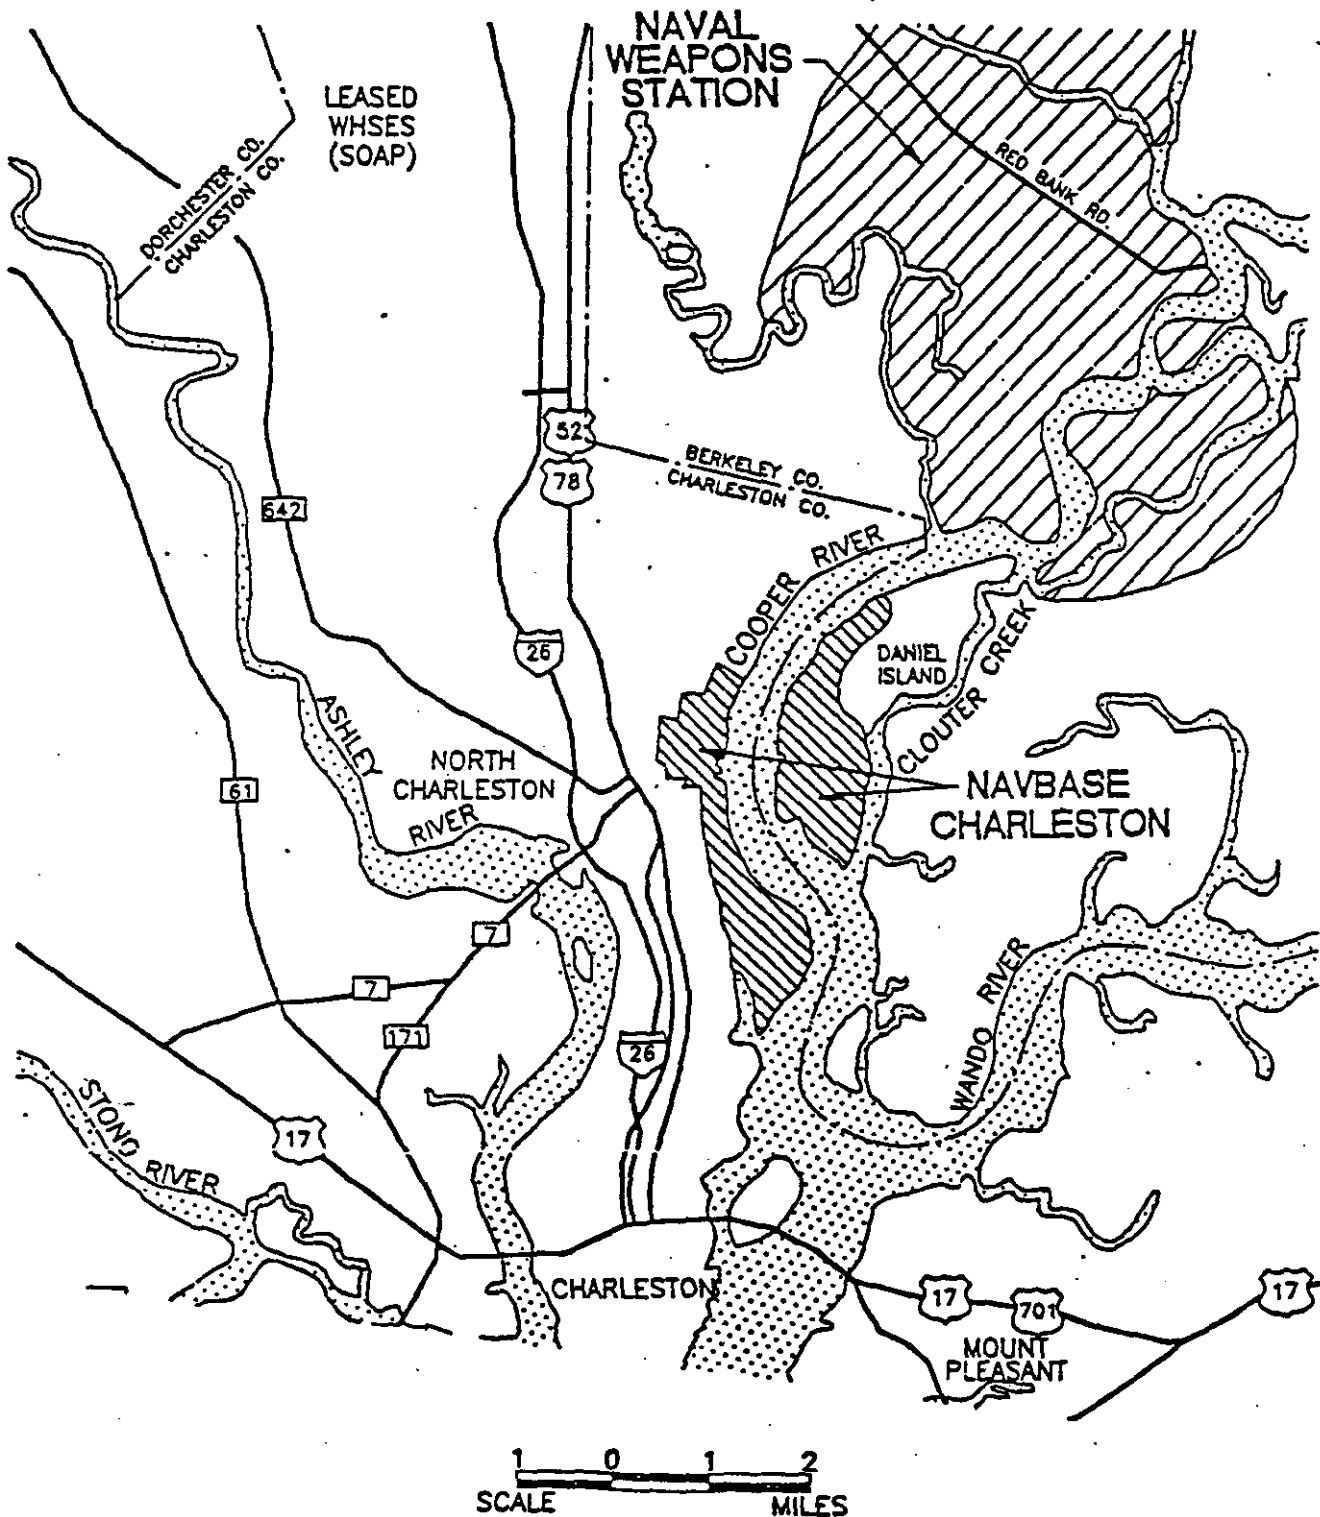 NAVAL
WEAPONS
STATION
LEASED
WHSES
(SOAP)
DORCHESTER CO.
CHARLESTON CO.
RED BANK RD.
52
78
BERKELEY CO.
CHARLESTON CO.
642
COOPER RIVER
26
DANIEL
ISLAND
CLOUTER CREEK
ASHLEY
RIVER
NORTH
CHARLESTON
61
NAVBASE
CHARLESTON
7
7
171
26
WANDO RIVER
STONO
RIVER
17
CHARLESTON
17
701
17
MOUNT
PLEASANT
1 0 1 2
SCALE MILES